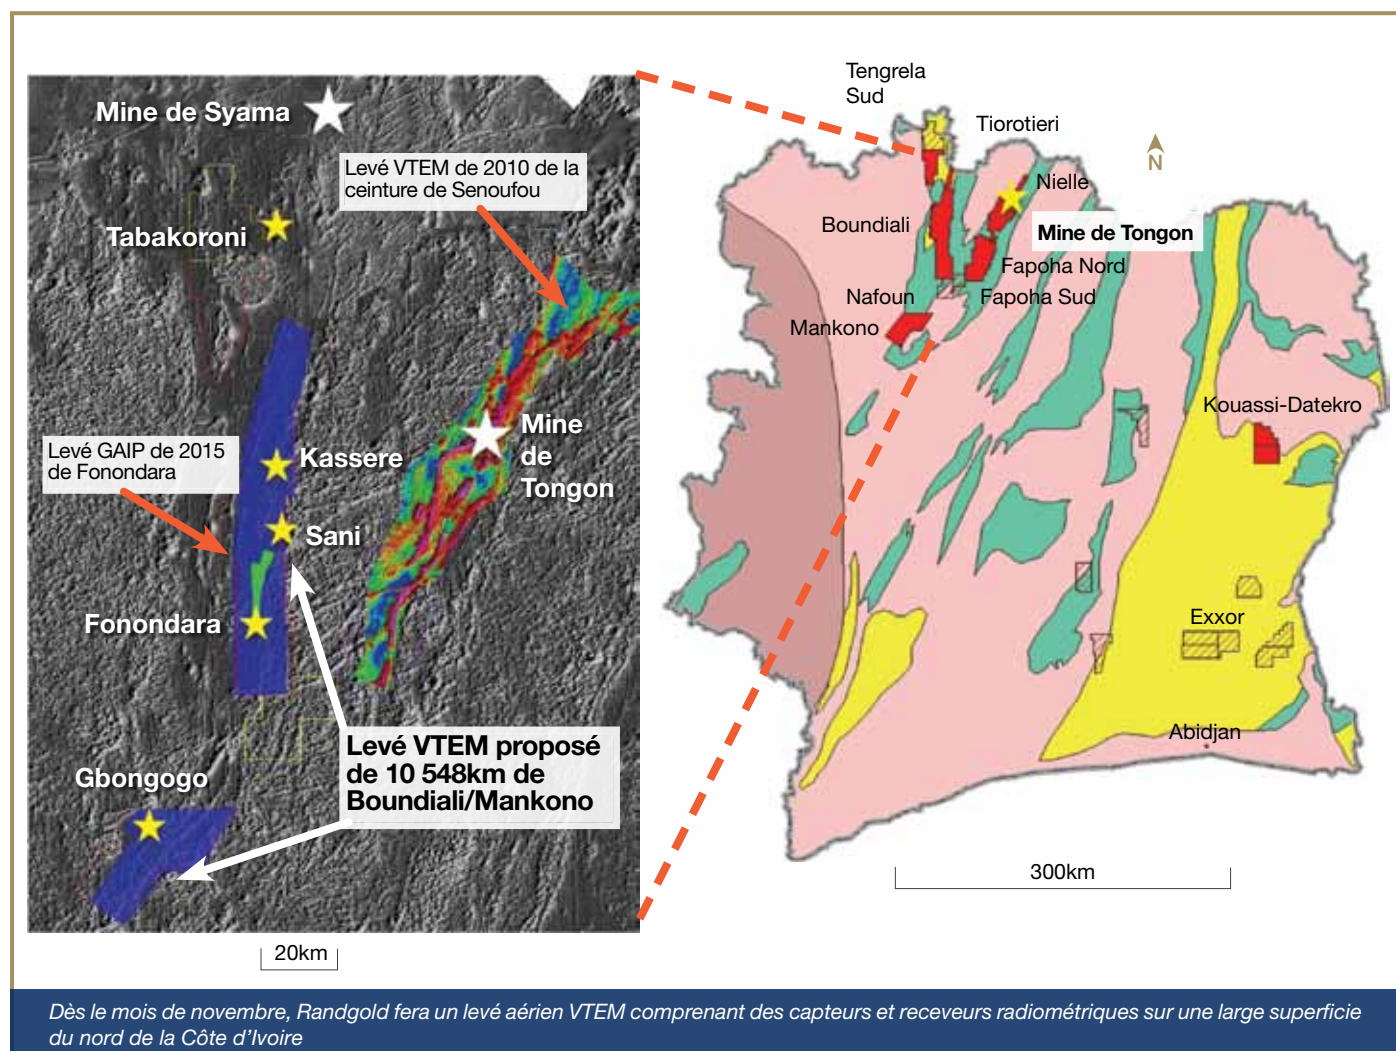 Mine de Syama
Levé VTEM de 2010 de la
ceinture de Senoufou
Tabakoroni
Levé GAIP de 2015
de Fonondara
Kassere
Mine
de
Tongon
Sani
Fonondara
Levé VTEM proposé
de 10 548km de
Boundiali/Mankono
Gbongogo
20km
Tengrela
Sud
Tiorotieri
N
Nielle
Boundiali
Mine de Tongon
Fapoha Nord
Nafoun
Fapoha Sud
Mankono
Kouassi-Datekro
Exxor
Abidjan
300km
Dès le mois de novembre, Randgold fera un levé aérien VTEM comprenant des capteurs et receveurs radiométriques sur une large superficie
du nord de la Côte d'Ivoire